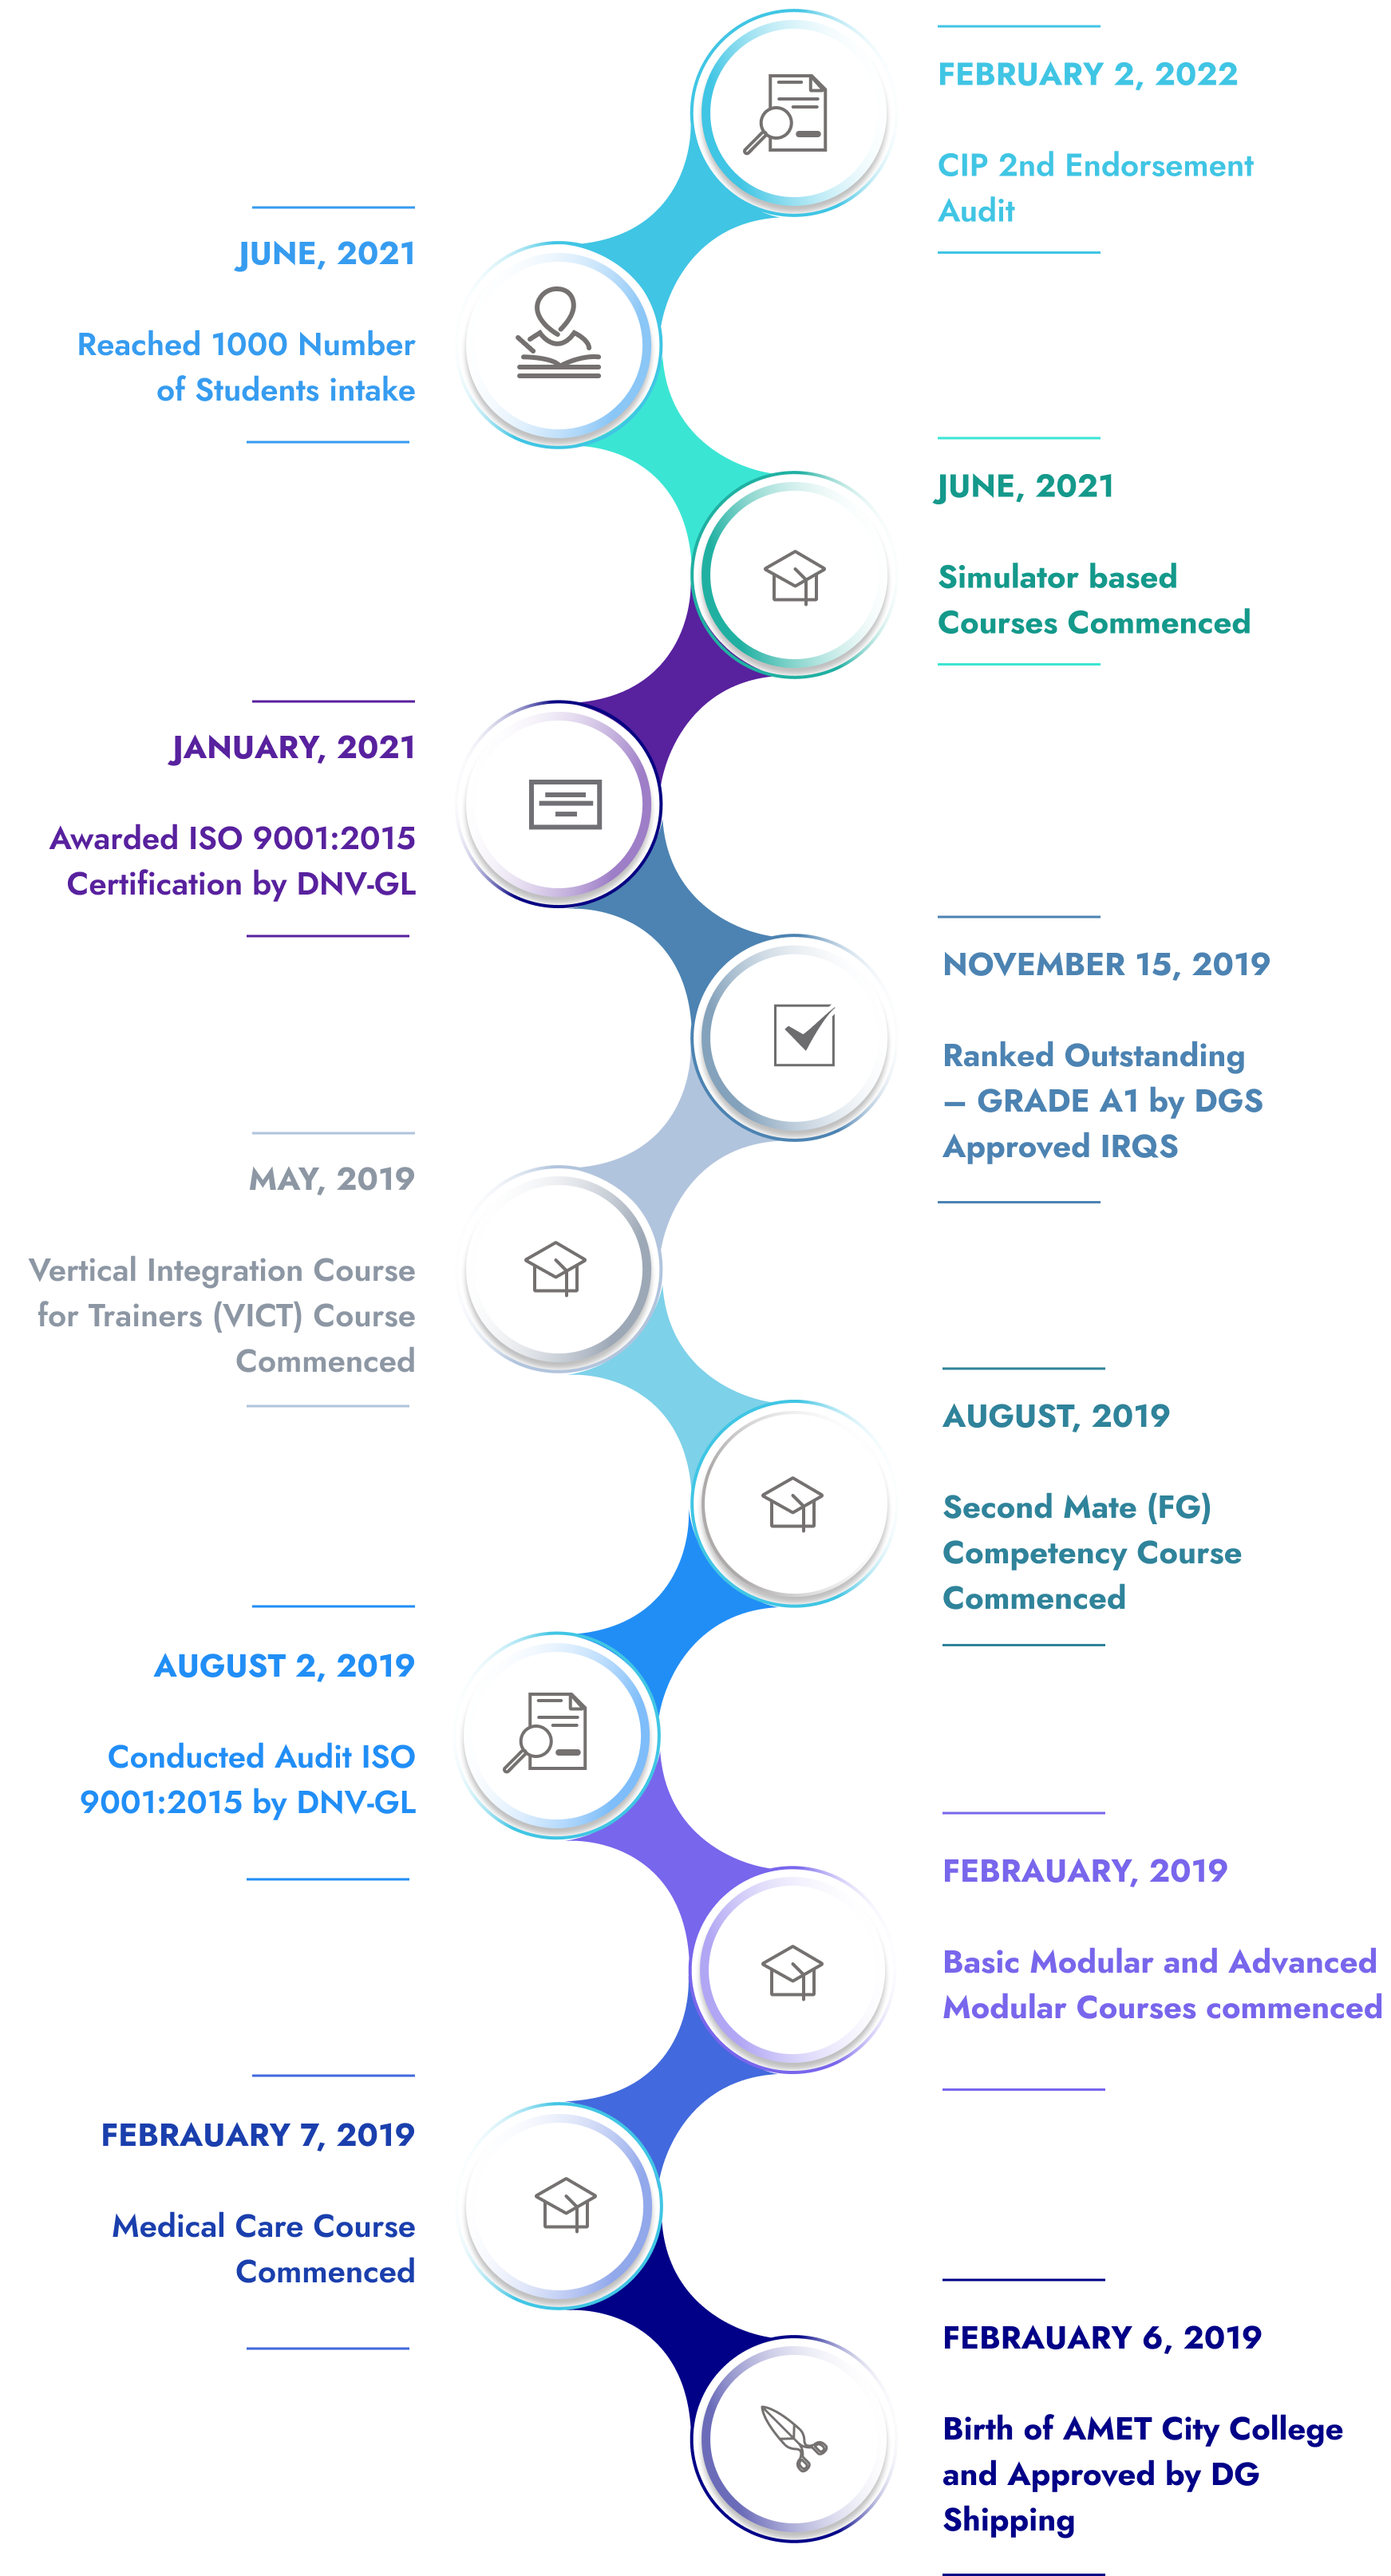 FEBRUARY 2, 2022
CIP 2nd Endorsement
Audit
JUNE, 2021
Reached 1000 Number
of Students intake
JUNE, 2021
Simulator based
Courses Commenced
JANUARY, 2021
Awarded ISO 9001:2015
Certification by DNV-GL
NOVEMBER 15, 2019
Ranked Outstanding
– GRADE A1 by DGS
Approved IRQS
MAY, 2019
Vertical Integration Course
for Trainers (VICT) Course
Commenced
AUGUST, 2019
Second Mate (FG)
Competency Course
Commenced
AUGUST 2, 2019
Conducted Audit ISO
9001:2015 by DNV-GL
FEBRAUARY, 2019
Basic Modular and Advanced
Modular Courses commenced
FEBRAUARY 7, 2019
Medical Care Course
Commenced
FEBRAUARY 6, 2019
Birth of AMET City College
and Approved by DG
Shipping